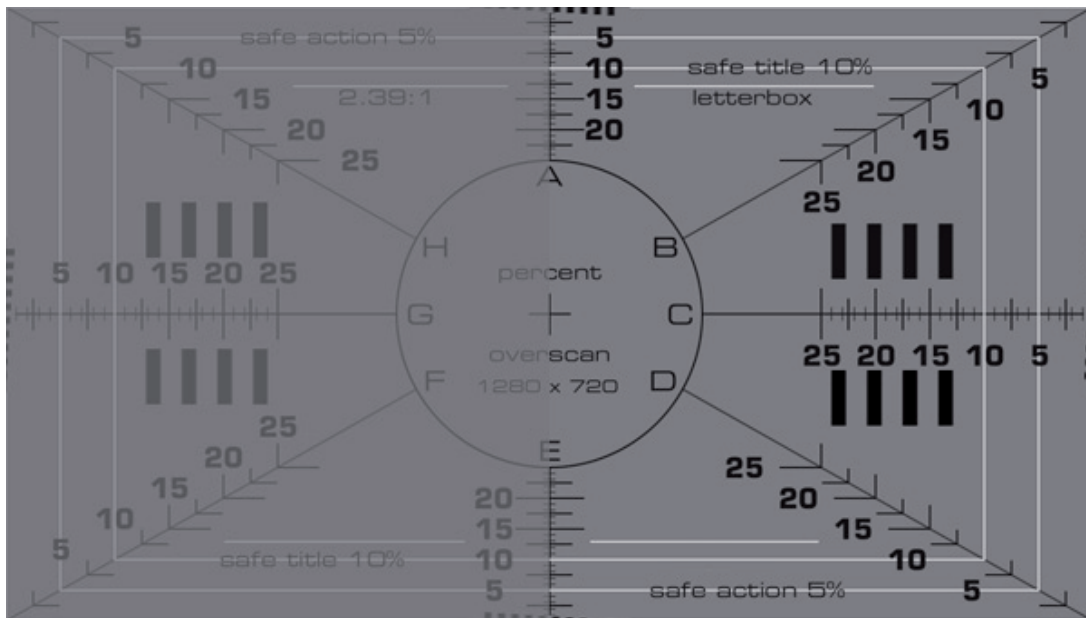 5 safe action 5% 5
10 10 safe title 10% 5
15 2.39:1 15 letterbox 10
20 20 15
25 20
A 25
H B
percent
5 10 15 20 25
G C
overscan 25 20 15 10 5
F 1280 x 720 D
25 E
20 20 25
15 15 20
10 10 15
5 safe title 10% 10
5 safe action 5% 5